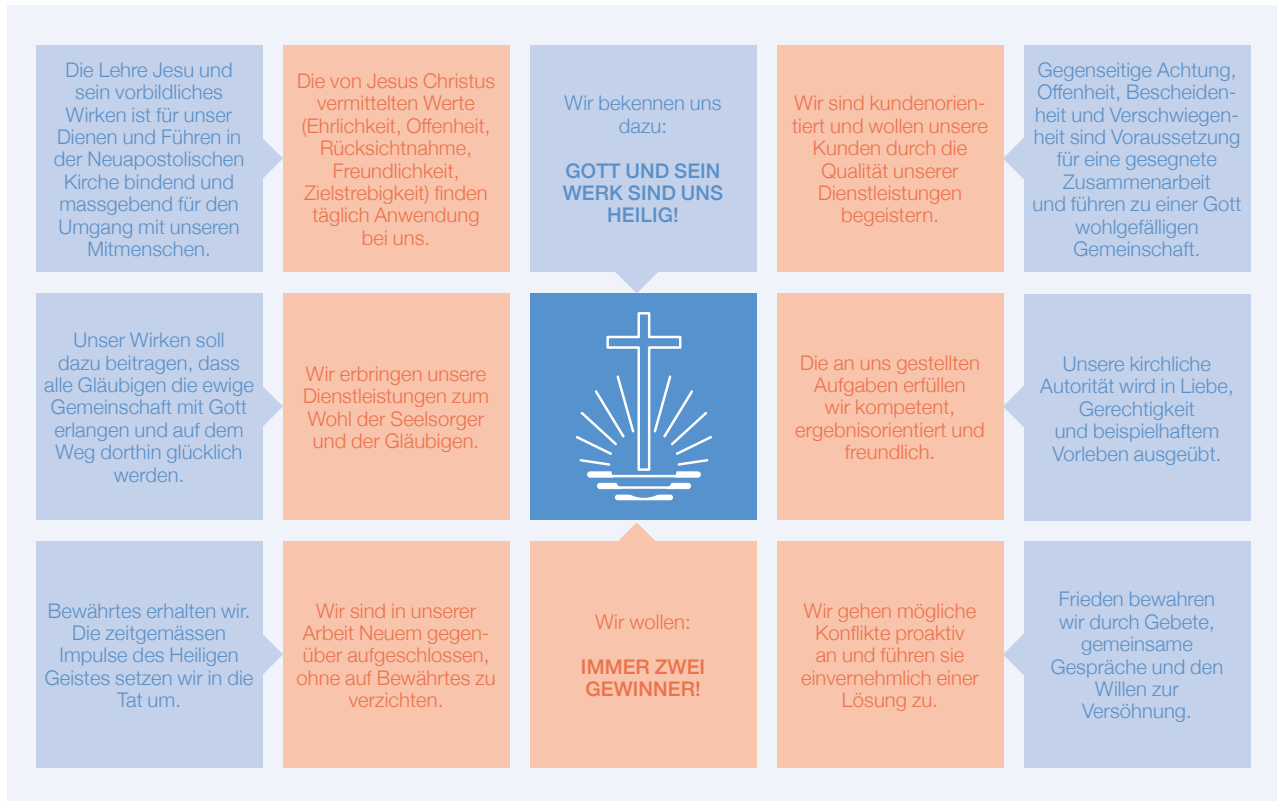 Die Lehre Jesu und
sein vorbildliches
Wirken ist für unser
Dienen und Führen in
der Neuapostolischen
Kirche bindend und
massgebend für den
Umgang mit unseren
Mitmenschen.
Die von Jesus Christus
vermittelten Werte
(Ehrlichkeit, Offenheit,
Rücksichtnahme,
Freundlichkeit,
Zielstrebigkeit) finden
täglich Anwendung
bei uns.
Wir bekennen uns
dazu:
GOTT UND SEIN
WERK SIND UNS
HEILIG!
Wir sind kundenorien-
tiert und wollen unsere
Kunden durch die
Qualität unserer
Dienstleistungen
begeistern.
Gegenseitige Achtung,
Offenheit, Bescheiden-
heit und Verschwiegen-
heit sind Voraussetzung
für eine gesegnete
Zusammenarbeit
und führen zu einer Gott
wohlgefälligen
Gemeinschaft.
Unser Wirken soll
dazu beitragen, dass
alle Gläubigen die ewige
Gemeinschaft mit Gott
erlangen und auf dem
Weg dorthin glücklich
werden.
Wir erbringen unsere
Dienstleistungen zum
Wohl der Seelsorger
und der Gläubigen.
Die an uns gestellten
Aufgaben erfüllen
wir kompetent,
ergebnisorientiert und
freundlich.
Unsere kirchliche
Autorität wird in Liebe,
Gerechtigkeit
und beispielhaftem
Vorleben ausgeübt.
Bewährtes erhalten wir.
Die zeitgemässen
Impulse des Heiligen
Geistes setzen wir in die
Tat um.
Wir sind in unserer
Arbeit Neuem gegen-
über aufgeschlossen,
ohne auf Bewährtes zu
verzichten.
Wir wollen:
IMMER ZWEI
GEWINNER!
Wir gehen mögliche
Konflikte proaktiv
an und führen sie
einvernehmlich einer
Lösung zu.
Frieden bewahren
wir durch Gebete,
gemeinsame
Gespräche und den
Willen zur
Versöhnung.